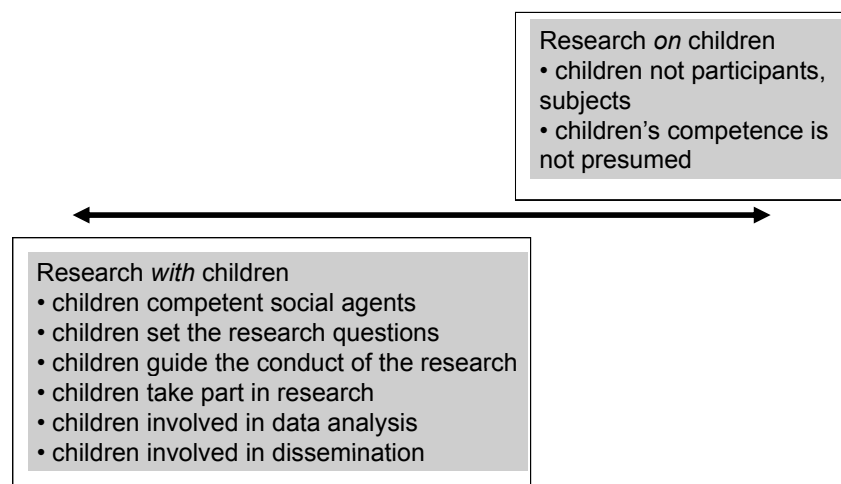 Research on children
• children not participants,
subjects
• children’s competence is
not presumed
Research with children
• children competent social agents
• children set the research questions
• children guide the conduct of the research
• children take part in research
• children involved in data analysis
• children involved in dissemination